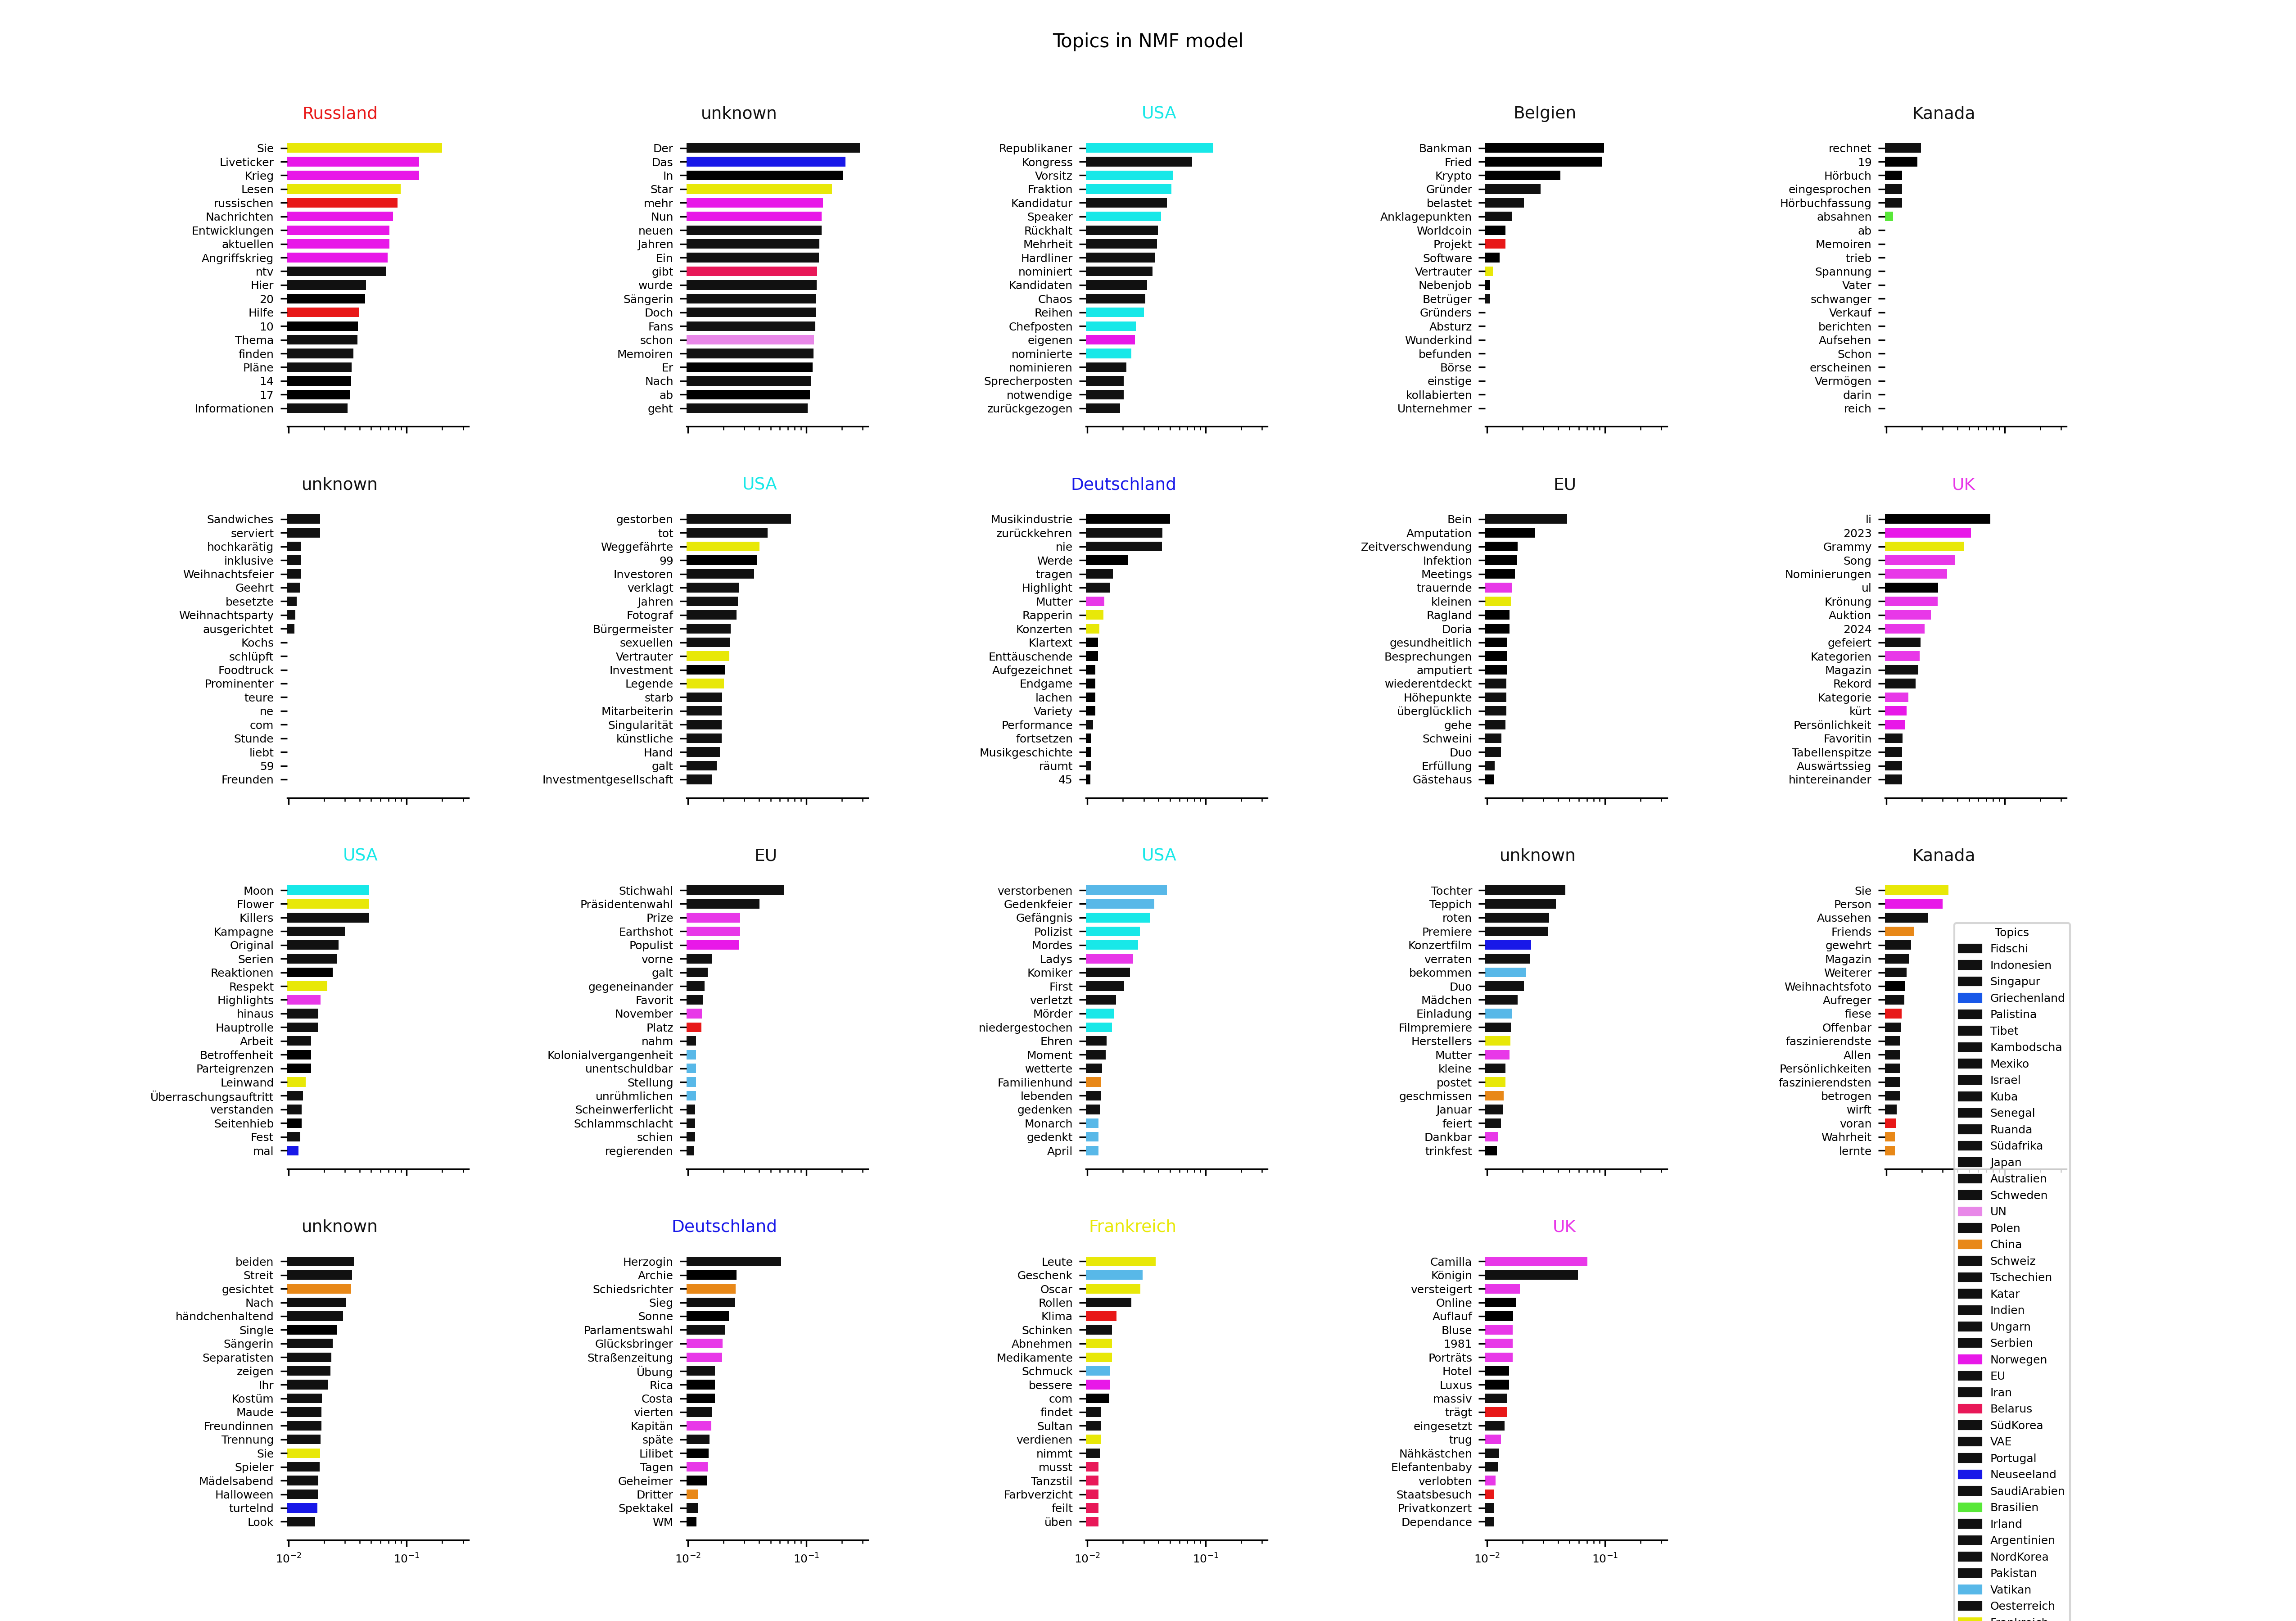 Topics in NMF model
Russland
Sie
Liveticker
Krieg
Lesen
russischen
Nachrichten
Entwicklungen
aktuellen
Angriffskrieg
ntv
Hier
20
Hilfe
10
Thema
finden
Pläne
14
17
Informationen
unknown
Der
Das
In
Star
mehr
Nun
neuen
Jahren
Ein
gibt
wurde
Sängerin
Doch
Fans
schon
Memoiren
Er
Nach
ab
geht
USA
Republikaner
Kongress
Vorsitz
Fraktion
Kandidatur
Speaker
Rückhalt
Mehrheit
Hardliner
nominiert
Kandidaten
Chaos
Reihen
Chefposten
eigenen
nominierte
nominieren
Sprecherposten
notwendige
zurückgezogen
Belgien
Bankman
Fried
Krypto
Gründer
belastet
Anklagepunkten
Worldcoin
Projekt
Software
Vertrauter
Nebenjob
Betrüger
Gründers
Absturz
Wunderkind
befunden
Börse
einstige
kollabierten
Unternehmer
Kanada
rechnet
19
Hörbuch
eingesprochen
Hörbuchfassung
absahnen
ab
Memoiren
trieb
Spannung
Vater
schwanger
Verkauf
berichten
Aufsehen
Schon
erscheinen
Vermögen
darin
reich
unknown
Sandwiches
serviert
hochkarätig
inklusive
Weihnachtsfeier
Geehrt
besetzte
Weihnachtsparty
ausgerichtet
Kochs
schlüpft
Foodtruck
Prominenter
teure
ne
com
Stunde
liebt
59
Freunden
USA
gestorben
tot
Weggefährte
99
Investoren
verklagt
Jahren
Fotograf
Bürgermeister
sexuellen
Vertrauter
Investment
Legende
starb
Mitarbeiterin
Singularität
künstliche
Hand
galt
Investmentgesellschaft
Deutschland
Musikindustrie
zurückkehren
nie
Werde
tragen
Highlight
Mutter
Rapperin
Konzerten
Klartext
Enttäuschende
Aufgezeichnet
Endgame
lachen
Variety
Performance
fortsetzen
Musikgeschichte
räumt
45
EU
Bein
Amputation
Zeitverschwendung
Infektion
Meetings
trauernde
kleinen
Ragland
Doria
gesundheitlich
Besprechungen
amputiert
wiederentdeckt
Höhepunkte
überglücklich
gehe
Schweini
Duo
Erfüllung
Gästehaus
UK
li
2023
Grammy
Song
Nominierungen
ul
Krönung
Auktion
2024
gefeiert
Kategorien
Magazin
Rekord
Kategorie
kürt
Persönlichkeit
Favoritin
Tabellenspitze
Auswärtssieg
hintereinander
USA
Moon
Flower
Killers
Kampagne
Original
Serien
Reaktionen
Respekt
Highlights
hinaus
Hauptrolle
Arbeit
Betroffenheit
Parteigrenzen
Leinwand
Überraschungsauftritt
verstanden
Seitenhieb
Fest
mal
EU
Stichwahl
Präsidentenwahl
Prize
Earthshot
Populist
vorne
galt
gegeneinander
Favorit
November
Platz
nahm
Kolonialvergangenheit
unentschuldbar
Stellung
unrühmlichen
Scheinwerferlicht
Schlammschlacht
schien
regierenden
USA
verstorbenen
Gedenkfeier
Gefängnis
Polizist
Mordes
Ladys
Komiker
First
verletzt
Mörder
niedergestochen
Ehren
Moment
wetterte
Familienhund
lebenden
gedenken
Monarch
gedenkt
April
unknown
Tochter
Teppich
roten
Premiere
Konzertfilm
verraten
bekommen
Duo
Mädchen
Einladung
Filmpremiere
Herstellers
Mutter
kleine
postet
geschmissen
Januar
feiert
Dankbar
trinkfest
Kanada
Sie
Person
Aussehen
Friends
gewehrt
Magazin
Weiterer
Weihnachtsfoto
Aufreger
fiese
Offenbar
faszinierendste
Allen
Persönlichkeiten
faszinierendsten
betrogen
wirft
voran
Wahrheit
lernte
unknown
beiden
Streit
gesichtet
Nach
händchenhaltend
Single
Sängerin
Separatisten
zeigen
Ihr
Kostüm
Maude
Freundinnen
Trennung
Sie
Spieler
Mädelsabend
Halloween
turtelnd
Look
10⁻² 10⁻¹
Deutschland
Herzogin
Archie
Schiedsrichter
Sieg
Sonne
Parlamentswahl
Glücksbringer
Straßenzeitung
Übung
Rica
Costa
vierten
Kapitän
späte
Lilibet
Tagen
Geheimer
Dritter
Spektakel
WM
10⁻² 10⁻¹
Frankreich
Leute
Geschenk
Oscar
Rollen
Klima
Schinken
Abnehmen
Medikamente
Schmuck
bessere
com
findet
Sultan
verdienen
nimmt
musst
Tanzstil
Farbverzicht
feilt
üben
10⁻² 10⁻¹
UK
Camilla
Königin
versteigert
Online
Auflauf
Bluse
1981
Porträts
Hotel
Luxus
massiv
trägt
eingesetzt
trug
Nähkästchen
Elefantenbaby
verlobten
Staatsbesuch
Privatkonzert
Dependance
10⁻² 10⁻¹
Topics
Fidschi
Indonesien
Singapur
Griechenland
Palistina
Tibet
Kambodscha
Mexiko
Israel
Kuba
Senegal
Ruanda
Südafrika
Japan
Australien
Schweden
UN
Polen
China
Schweiz
Tschechien
Katar
Indien
Ungarn
Serbien
Norwegen
EU
Iran
Belarus
SüdKorea
VAE
Portugal
Neuseeland
SaudiArabien
Brasilien
Irland
Argentinien
NordKorea
Pakistan
Vatikan
Oesterreich